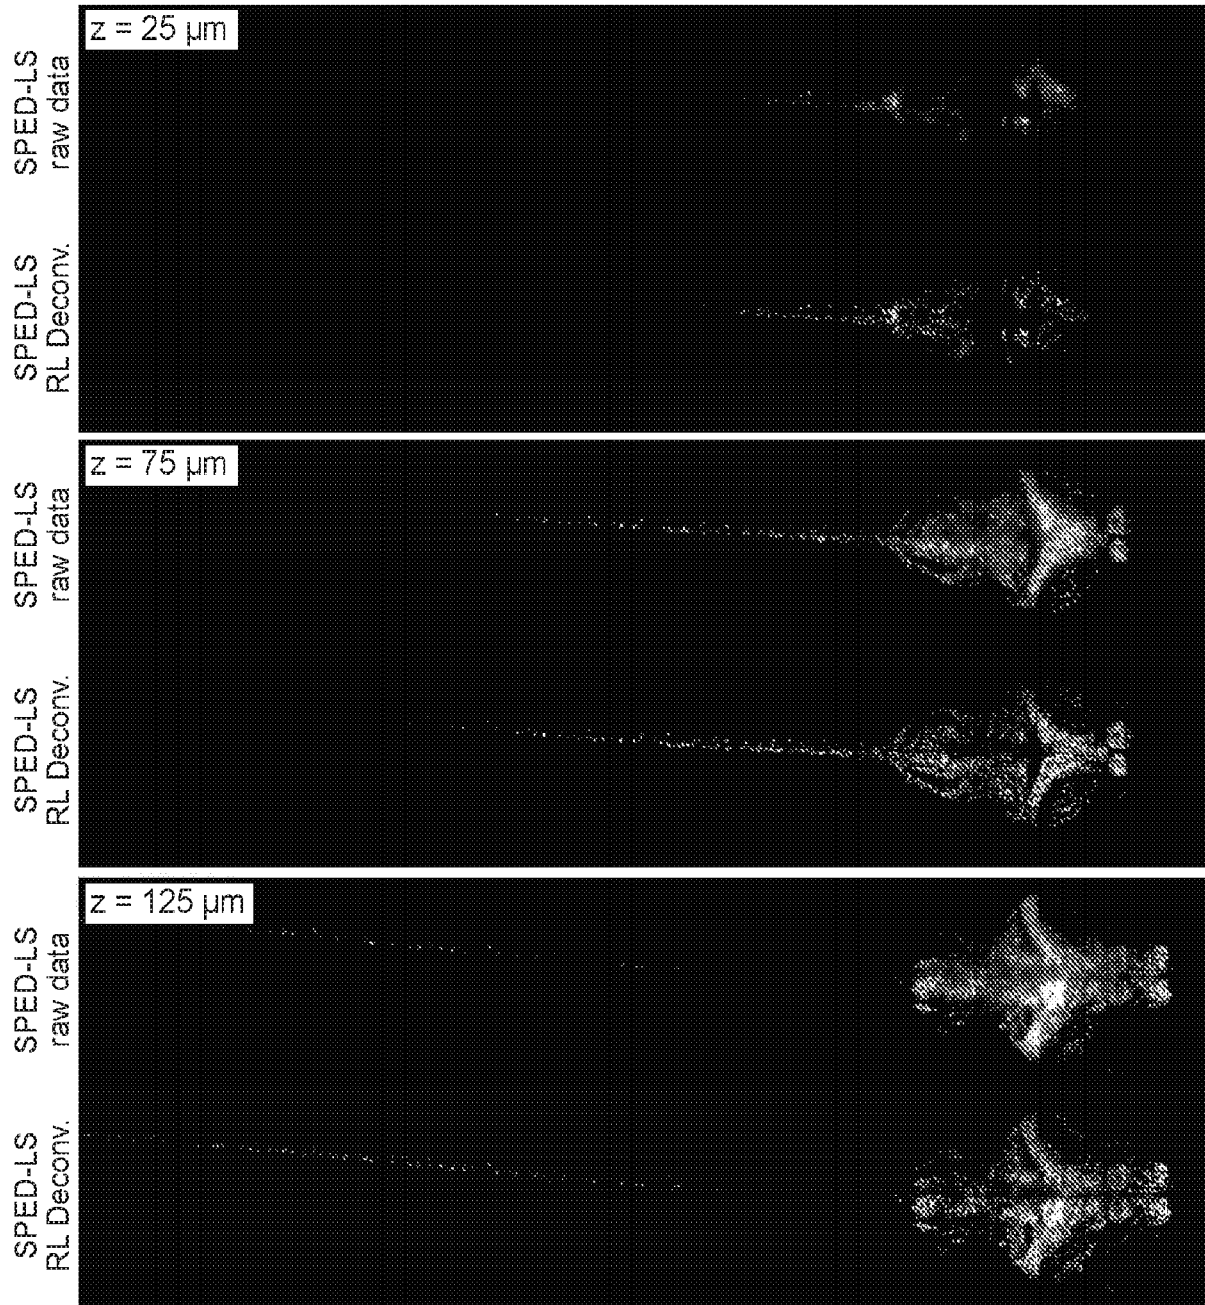 z = 25 µm
SPED-LS
raw data
SPED-LS
RL Deconv.
z = 75 µm
SPED-LS
raw data
SPED-LS
RL Deconv.
z = 125 µm
SPED-LS
raw data
SPED-LS
RL Deconv.